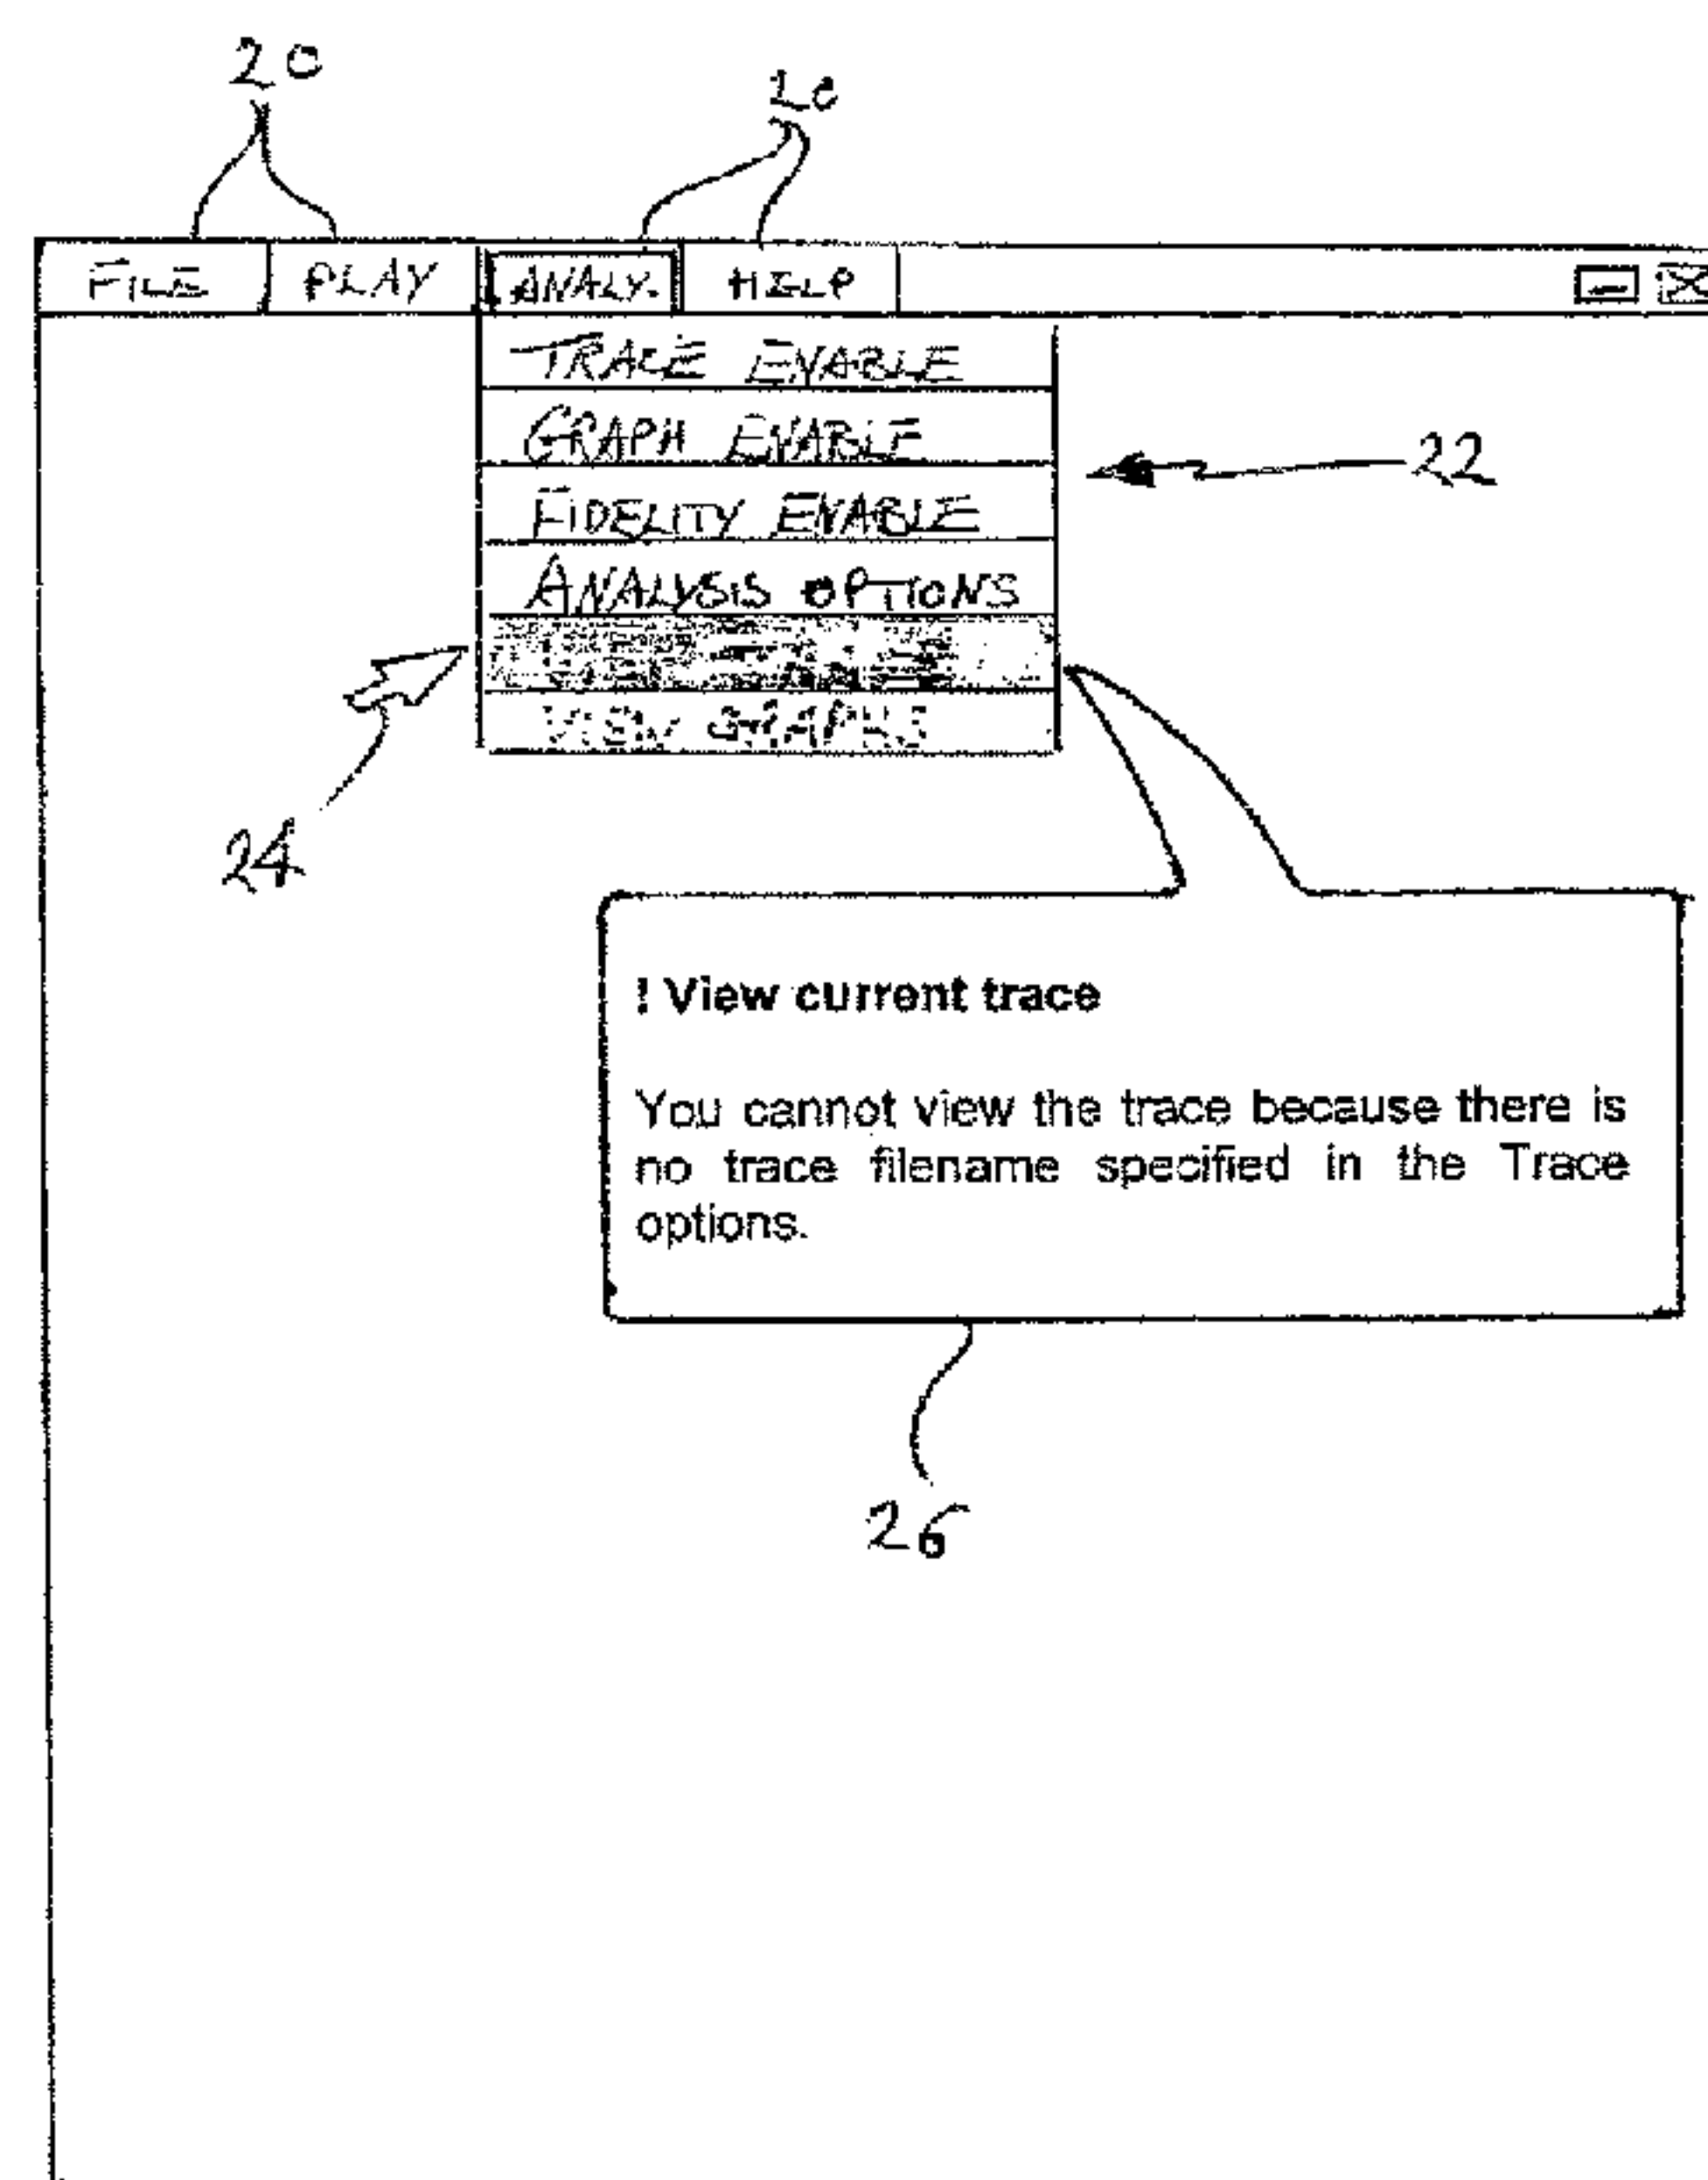 20
20
FILE PLAY ANALY. HELP
TRACE ENABLE
GRAPH ENABLE
22
FIDELITY ENABLE
ANALYSIS OPTIONS
VIEW GRAPHS
24
! View current trace
You cannot view the trace because there is
no trace filename specified in the Trace
options.
26